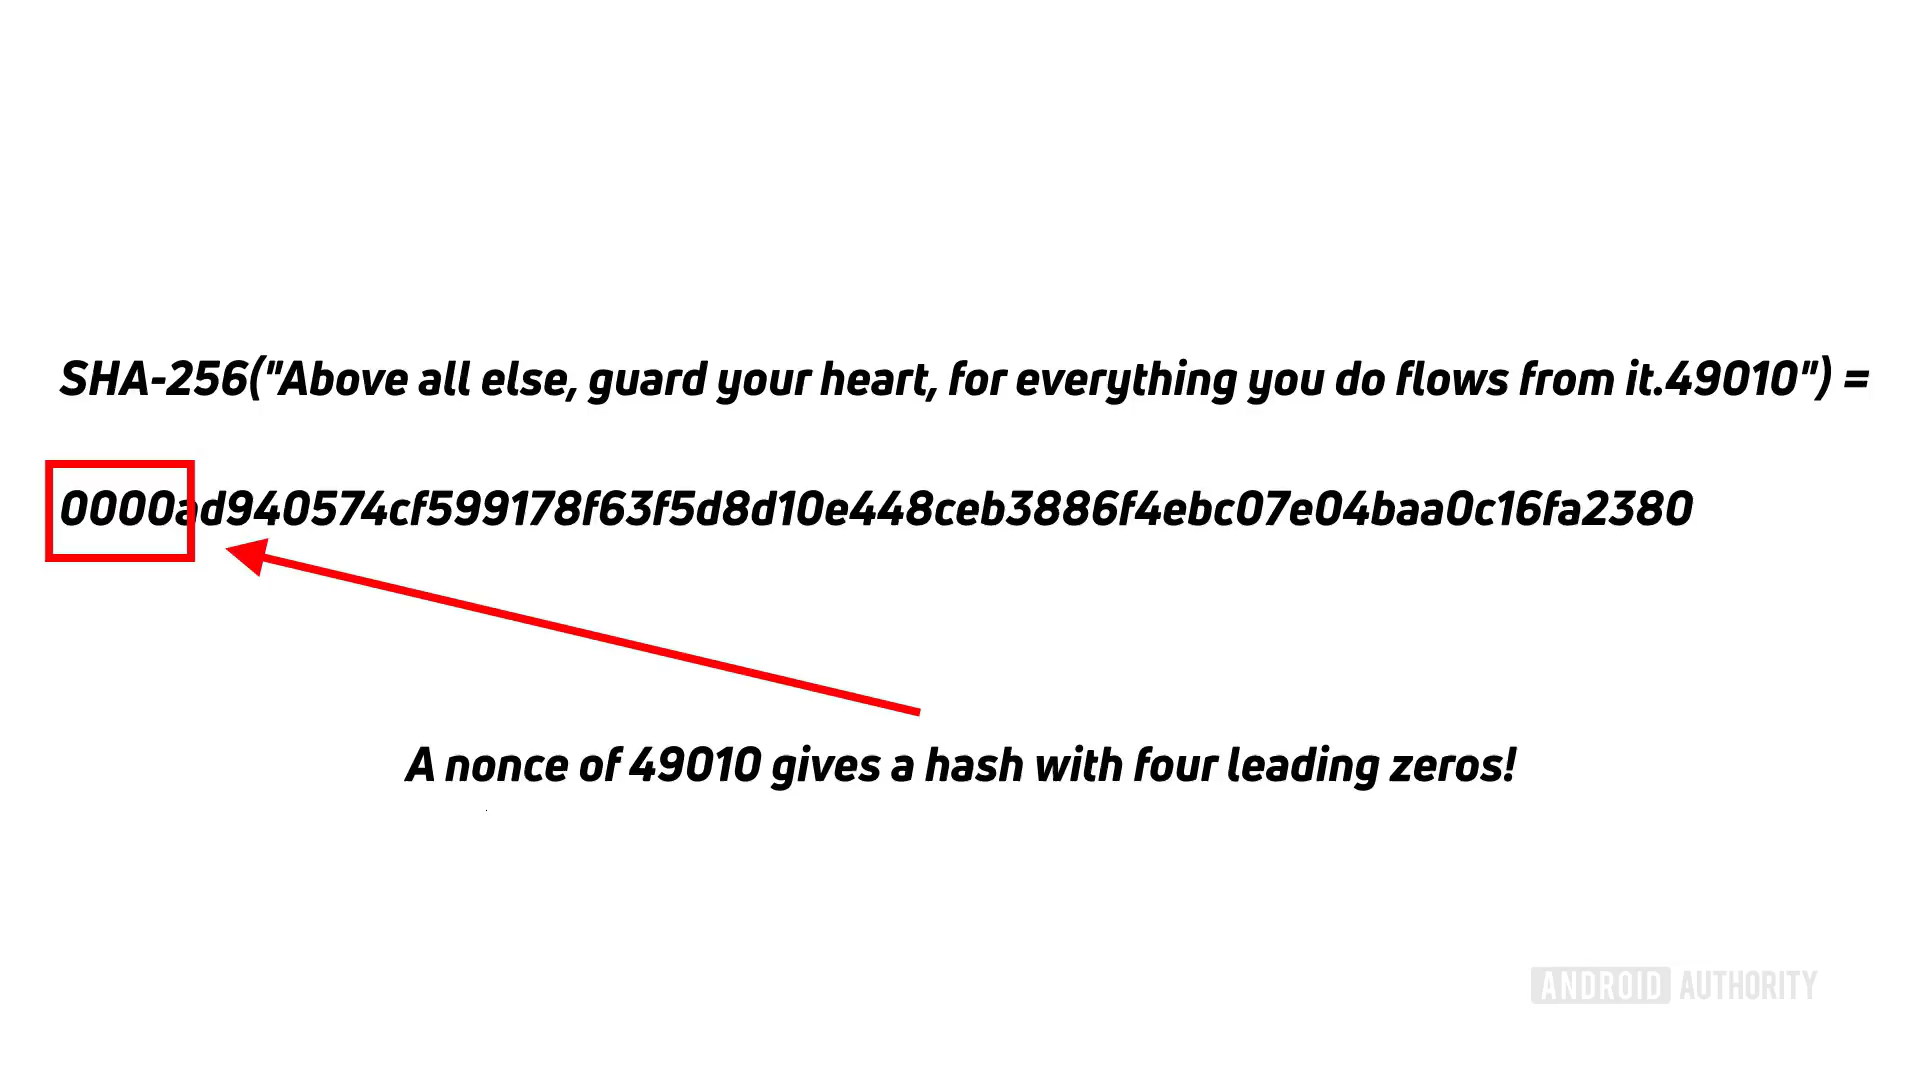 SHA-256("Above all else, guard your heart, for everything you do flows from it.49010") =
0000ad940574cf599178f63f5d8d10e448ceb3886f4ebc07e04baa0c16fa2380
A nonce of 49010 gives a hash with four leading zeros!
ANDROID AUTHORITY